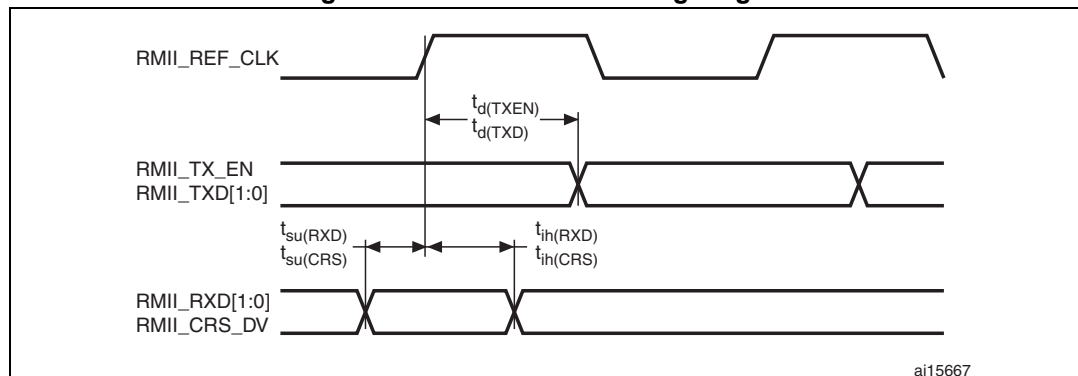 RMII_REF_CLK
td(TXEN)
td(TXD)
RMII_TX_EN
RMII_TXD[1:0]
tsu(RXD)
tsu(CRS)
tih(RXD)
tih(CRS)
RMII_RXD[1:0]
RMII_CRS_DV
ai15667